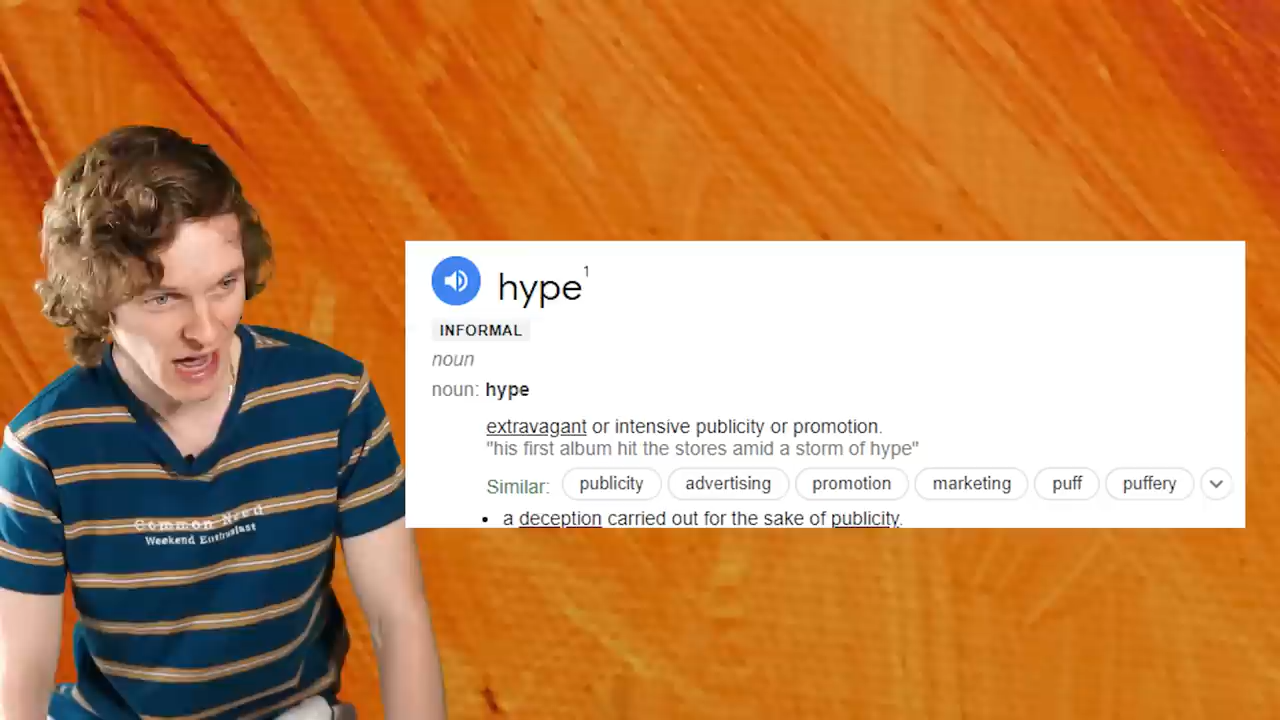 hype1
INFORMAL
noun
noun: hype
extravagant or intensive publicity or promotion.
"his first album hit the stores amid a storm of hype"
Similar: publicity advertising promotion marketing puff puffery
• a deception carried out for the sake of publicity.
Common Need
Weekend Enthusiast